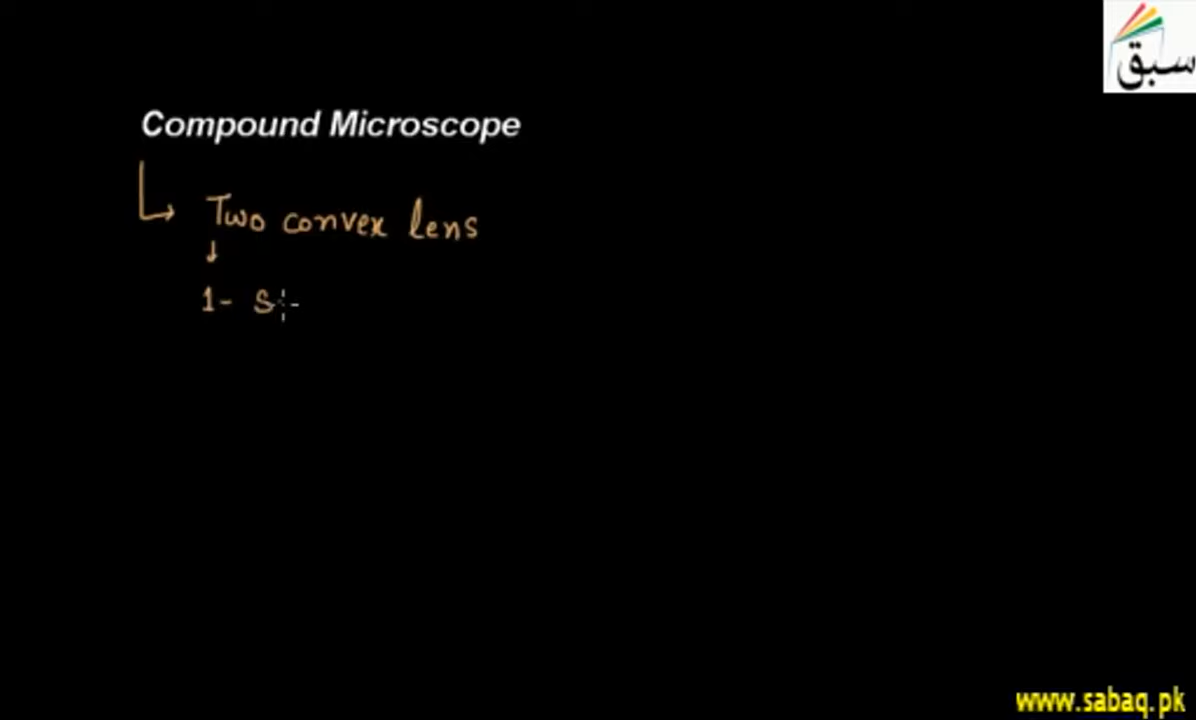 سبق
Compound Microscope
Two convex lens
1- S
www.sabaq.pk